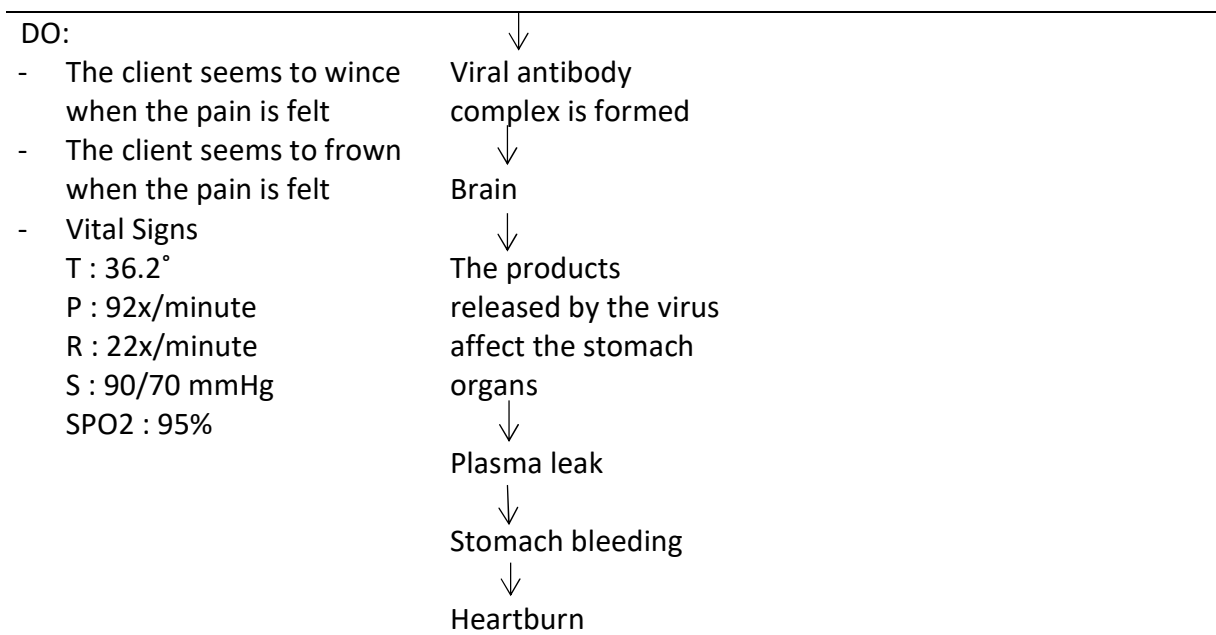 DO:
- The client seems to wince
when the pain is felt
- The client seems to frown
when the pain is felt
- Vital Signs
T : 36.2˚
P : 92x/minute
R : 22x/minute
S : 90/70 mmHg
SPO2 : 95%
Viral antibody
complex is formed
Brain
The products
released by the virus
affect the stomach
organs
Plasma leak
Stomach bleeding
Heartburn